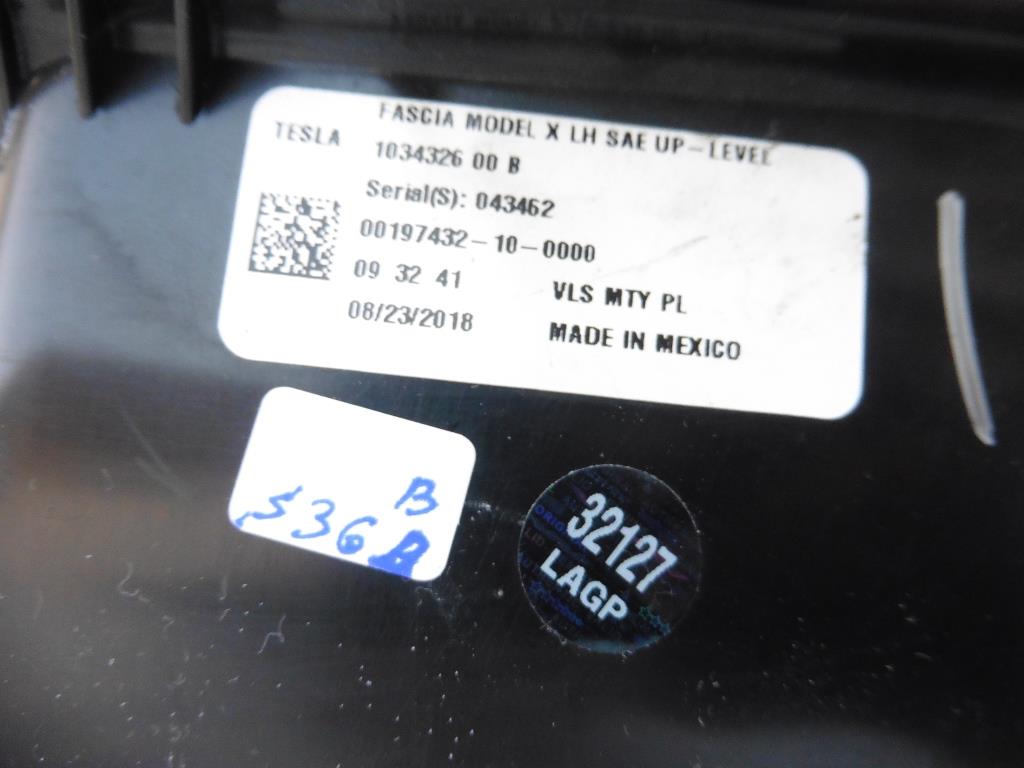 FASCIA MODEL X LH SAE UP-LEVEL
TESLA
1034326 00 B
Serial(S): 043462
00197432-10-0000
09 32 41
VLS MTY PL
08/23/2018
MADE IN MEXICO
B
536
32127
LAGP